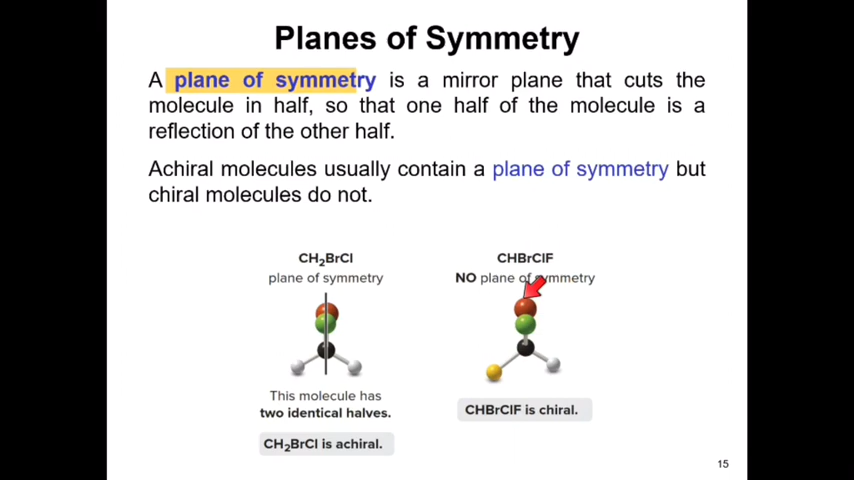 Planes of Symmetry
A plane of symmetry is a mirror plane that cuts the
molecule in half, so that one half of the molecule is a
reflection of the other half.
Achiral molecules usually contain a plane of symmetry but
chiral molecules do not.
CH₂BrCl
plane of symmetry
This molecule has
two identical halves.
CH₂BrCl is achiral.
CHBrClF
NO plane of symmetry
CHBrClF is chiral.
15